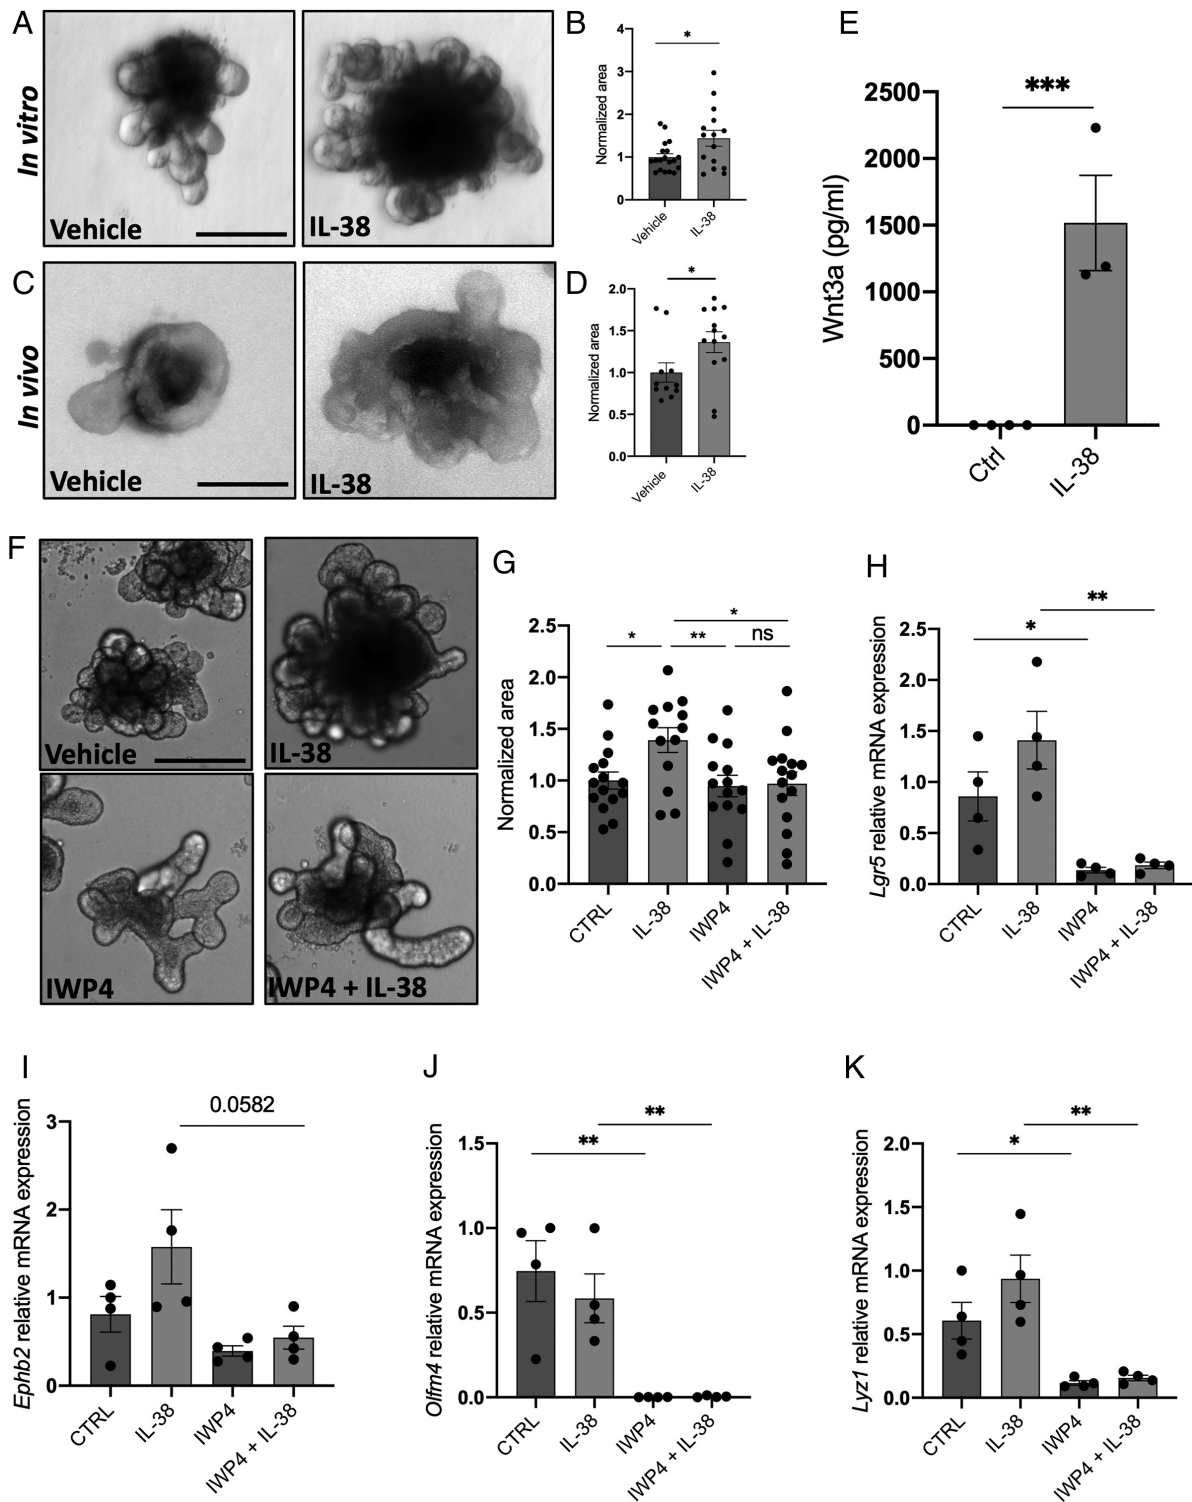 A
In vitro
Vehicle
IL-38
B
Normalized area
4
3
2
1
0
*
Vehicle
IL-38
C
In vivo
Vehicle
IL-38
D
Normalized area
2.0
1.5
1.0
0.5
0.0
*
Vehicle
IL-38
E
Wnt3a (pg/ml)
2500
2000
1500
1000
500
0
***
Ctrl
IL-38
F
Vehicle
IL-38
IWP4
IWP4 + IL-38
G
Normalized area
2.5
2.0
1.5
1.0
0.5
0.0
*
* ** ns
CTRL
IL-38
IWP4
IWP4 + IL-38
H
Lgr5 relative mRNA expression
2.5
2.0
1.5
1.0
0.5
0.0
**
*
CTRL
IL-38
IWP4
IWP4 + IL-38
I
Ephb2 relative mRNA expression
3
2
1
0
0.0582
CTRL
IL-38
IWP4
IWP4 + IL-38
J
Olfm4 relative mRNA expression
1.5
1.0
0.5
0.0
**
**
CTRL
IL-38
IWP4
IWP4 + IL-38
K
Lyz1 relative mRNA expression
2.0
1.5
1.0
0.5
0.0
**
*
CTRL
IL-38
IWP4
IWP4 + IL-38